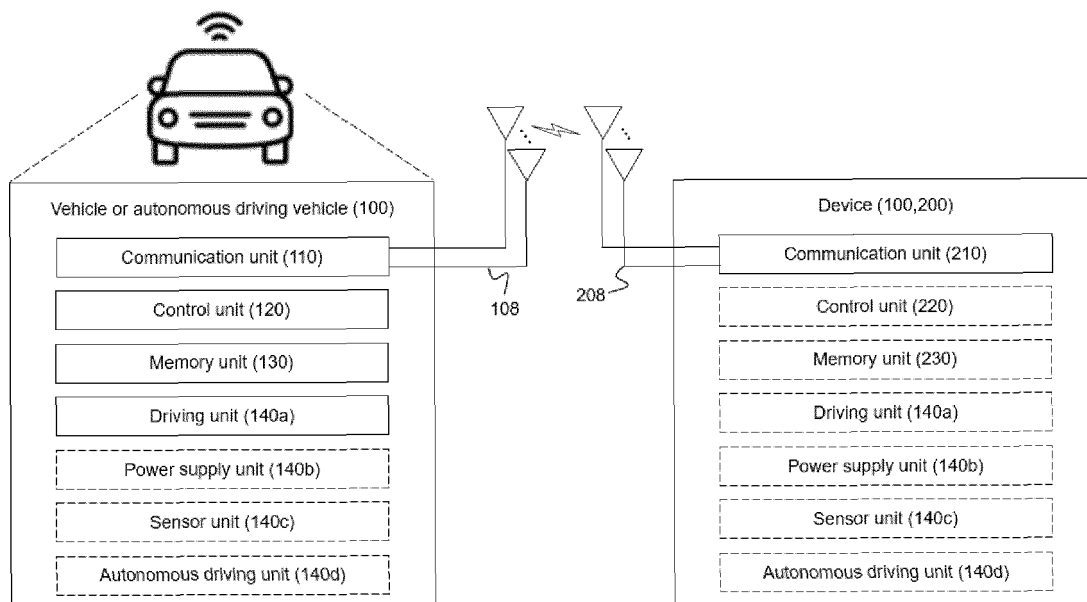 Vehicle or autonomous driving vehicle (100)
Communication unit (110)
Control unit (120)
Memory unit (130)
Driving unit (140a)
Power supply unit (140b)
Sensor unit (140c)
Autonomous driving unit (140d)
108
208
Device (100,200)
Communication unit (210)
Control unit (220)
Memory unit (230)
Driving unit (140a)
Power supply unit (140b)
Sensor unit (140c)
Autonomous driving unit (140d)